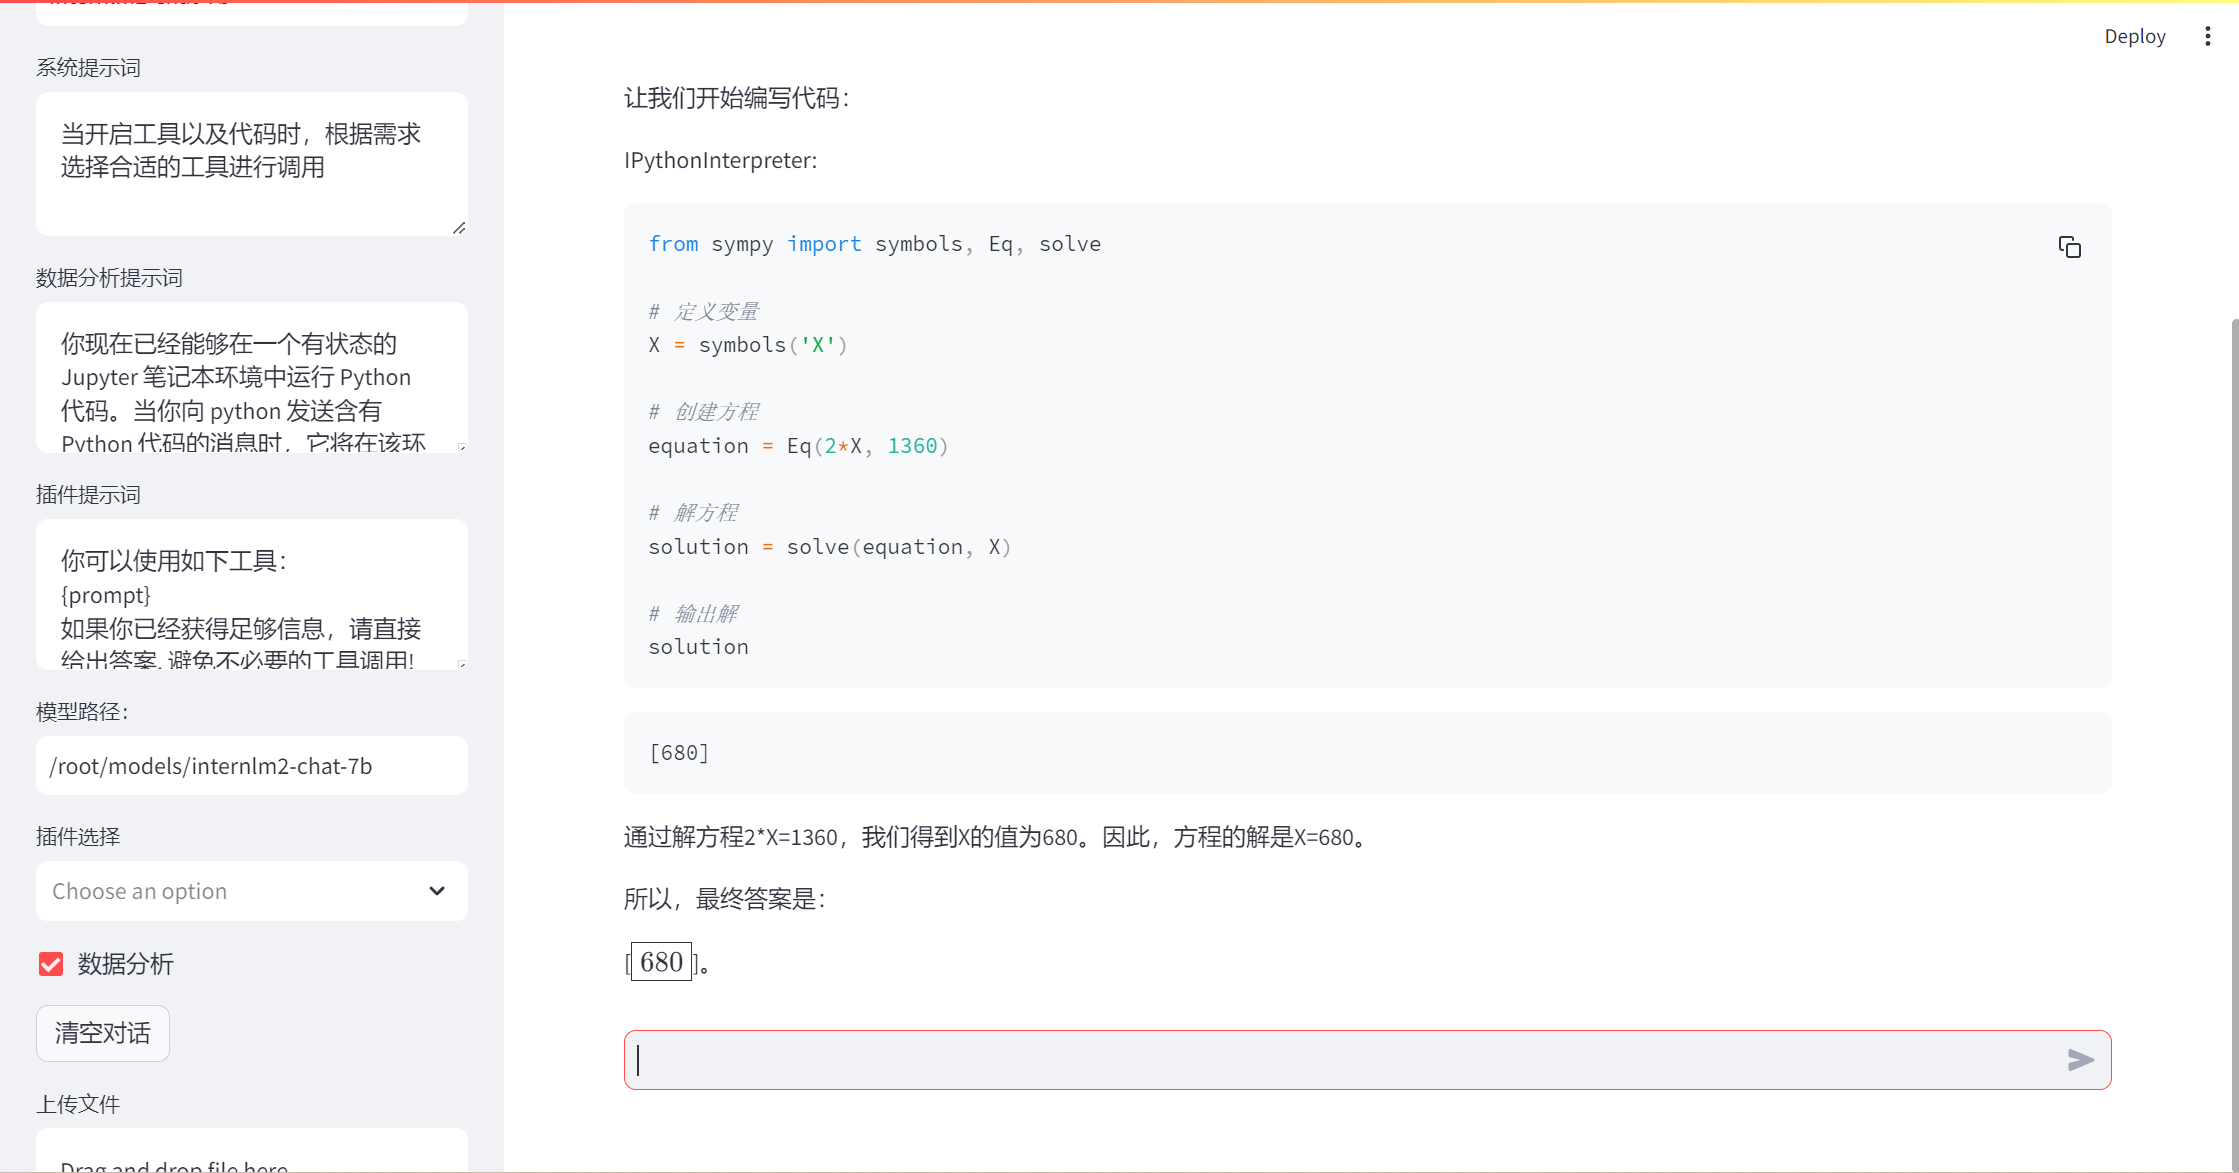 系统提示词
当开启工具以及代码时，根据需求
选择合适的工具进行调用
数据分析提示词
你现在已经能够在一个有状态的
Jupyter 笔记本环境中运行 Python
代码。当你向 python 发送含有
Python 代码的消息时，它将在该环
插件提示词
你可以使用如下工具：
{prompt}
如果你已经获得足够信息，请直接
给出答案. 避免不必要的工具调用!
模型路径：
/root/models/internlm2-chat-7b
插件选择
Choose an option
数据分析
清空对话
上传文件
Drag and drop file here
Deploy
让我们开始编写代码：
IPythonInterpreter:
from sympy import symbols, Eq, solve
# 定义变量
X = symbols('X')
# 创建方程
equation = Eq(2*X, 1360)
# 解方程
solution = solve(equation, X)
# 输出解
solution
[680]
通过解方程2*X=1360，我们得到X的值为680。因此，方程的解是X=680。
所以，最终答案是：
[680]。